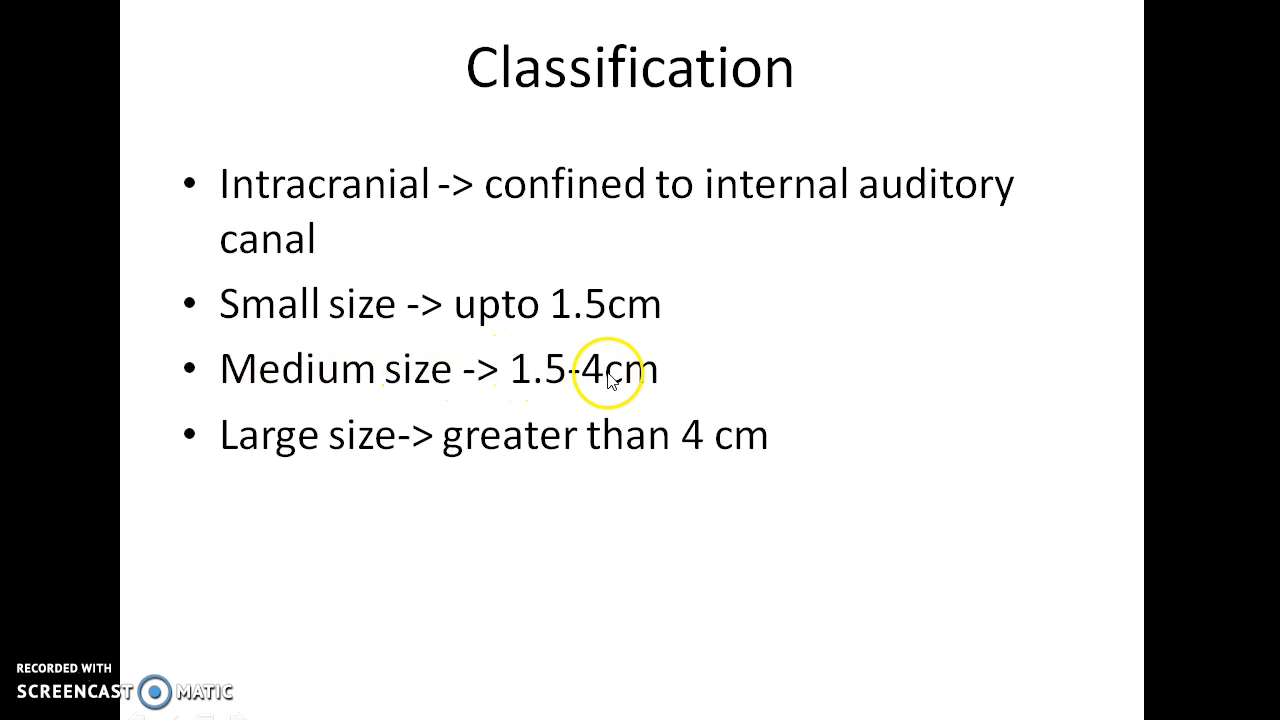 Classification
• Intracranial -> confined to internal auditory
canal
• Small size -> upto 1.5cm
• Medium size -> 1.5-4cm
• Large size-> greater than 4 cm
RECORDED WITH
SCREENCAST MATIC